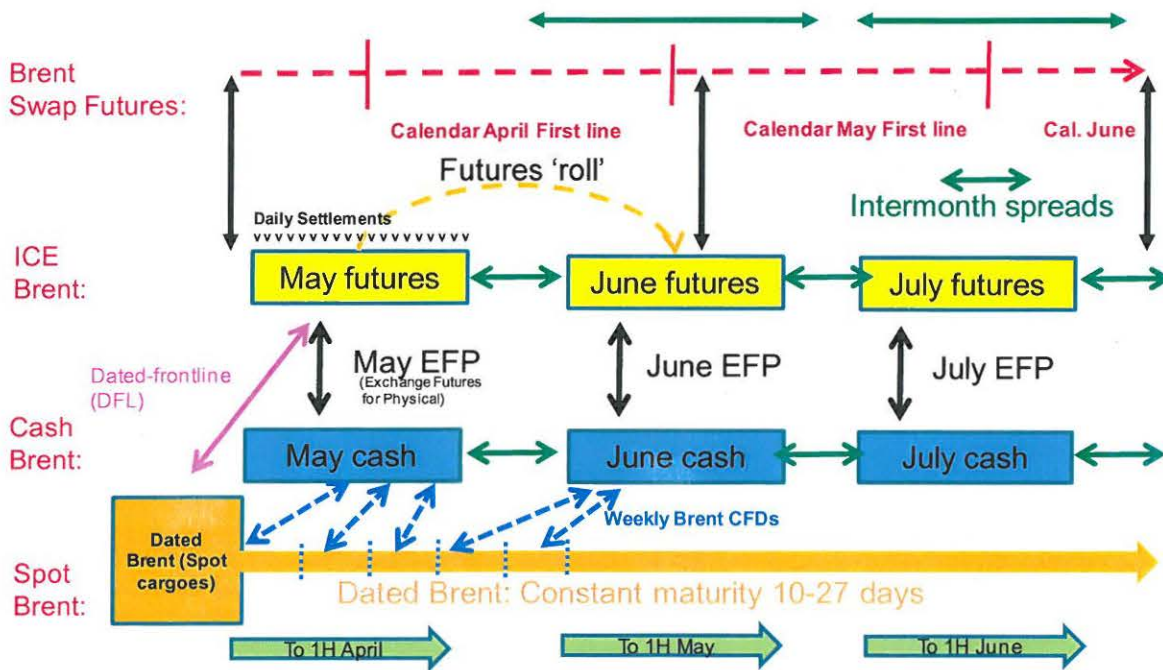 Brent
Swap Futures:
Calendar April First line
Calendar May First line
Cal. June
Futures 'roll'
Intermonth spreads
Daily Settlements
ICE
Brent:
May futures
June futures
July futures
Dated-frontline
(DFL)
May EFP
(Exchange Futures
for Physical)
June EFP
July EFP
Cash
Brent:
May cash
June cash
July cash
Weekly Brent CFDs
Dated
Brent (Spot
cargoes)
Spot
Brent:
Dated Brent: Constant maturity 10-27 days
To 1H April
To 1H May
To 1H June